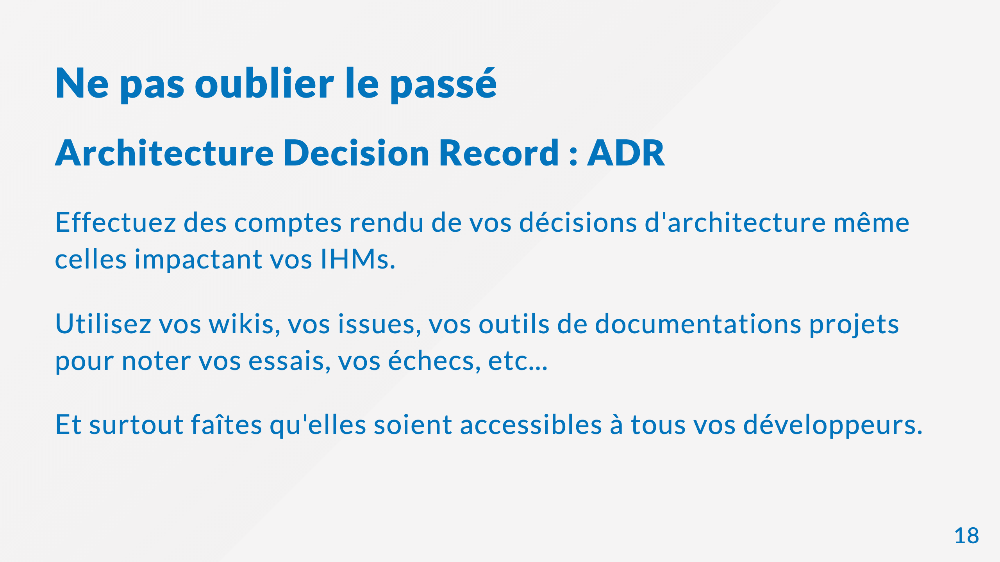 Ne pas oublier le passé
Architecture Decision Record : ADR
Effectuez des comptes rendu de vos décisions d'architecture même
celles impactant vos IHMs.
Utilisez vos wikis, vos issues, vos outils de documentations projets
pour noter vos essais, vos échecs, etc...
Et surtout faîtes qu'elles soient accessibles à tous vos développeurs.
18